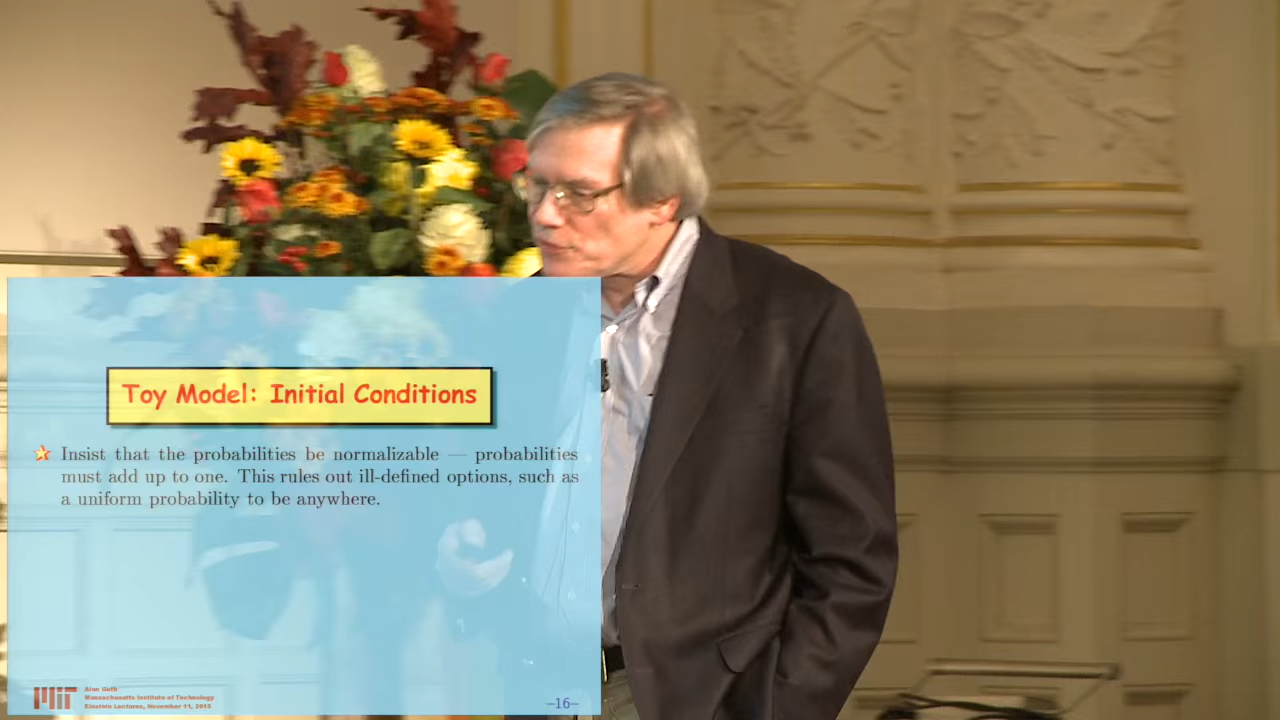 Toy Model: Initial Conditions
Insist that the probabilities be normalizable — probabilities
must add up to one. This rules out ill-defined options, such as
a uniform probability to be anywhere.
MIT
Alan Guth
Massachusetts Institute of Technology
Einstein Lectures, November 11, 2015
–16–